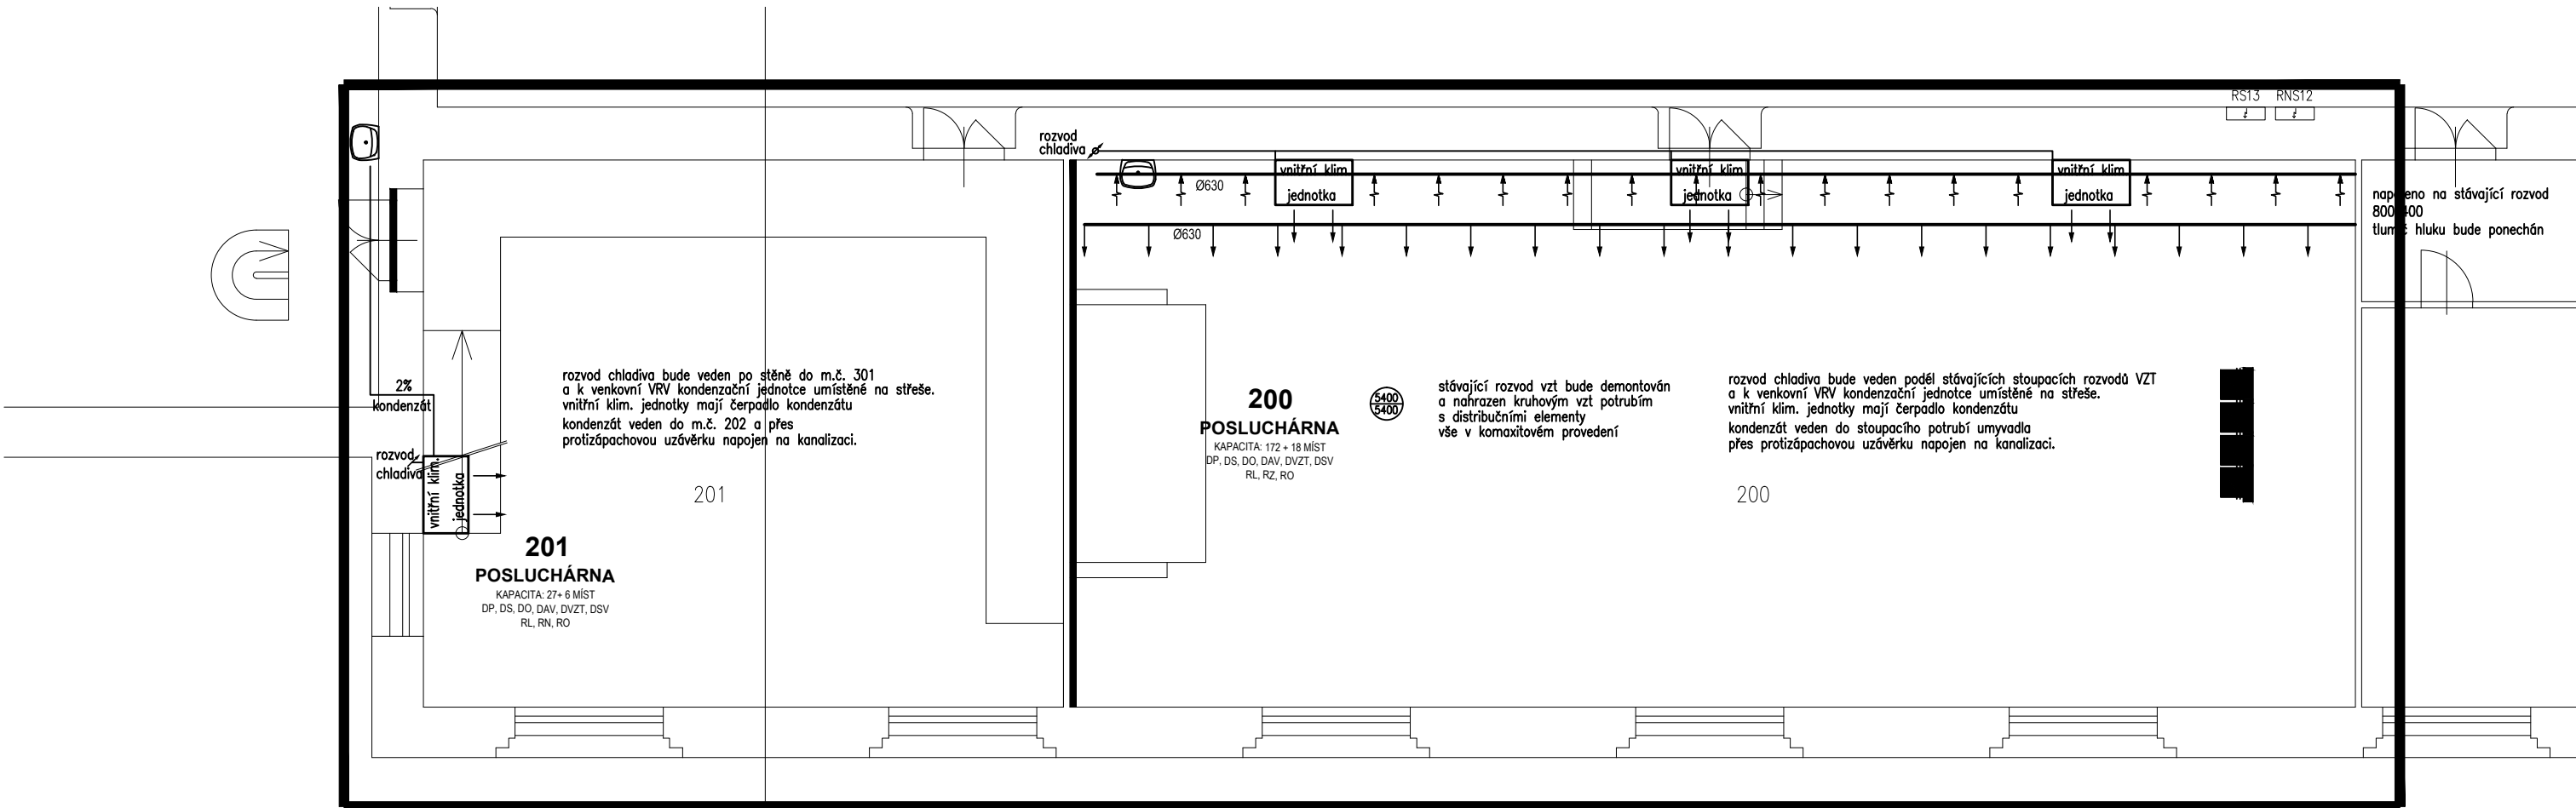 RS13 RNS12
rozvod
chladiva
vnitřní klim.
jednotka
vnitřní klim.
jednotka
vnitřní klim.
jednotka
Ø630
Ø630
na stávající rozvod
hluku bude ponechán
2%
kondenzát
rozvod
chladiva
vnitřní klim.
jednotka
rozvod chladiva bude veden po stěně do m.č. 301
a k venkovní VRV kondenzační jednotce umístěné na střeše.
vnitřní klim. jednotky mají čerpadlo kondenzátu
kondenzát veden do m.č. 202 a přes
protizápachovou uzávěrku napojen na kanalizaci.
201
201
POSLUCHÁRNA
KAPACITA: 27+ 6 MÍST
DP, DS, DO, DAV, DVZT, DSV
RL, RN, RO
200
POSLUCHÁRNA
KAPACITA: 172 + 18 MÍST
DP, DS, DO, DAV, DVZT, DSV
RL, RZ, RO
5400
5400
stávající rozvod vzt bude demontován
a nahrazen kruhovým vzt potrubím
s distribučními elementy
vše v komaxitovém provedení
rozvod chladiva bude veden podél stávajících stoupacích rozvodů VZT
a k venkovní VRV kondenzační jednotce umístěné na střeše.
vnitřní klim. jednotky mají čerpadlo kondenzátu
kondenzát veden do stoupacího potrubí umyvadla
přes protizápachovou uzávěrku napojen na kanalizaci.
200